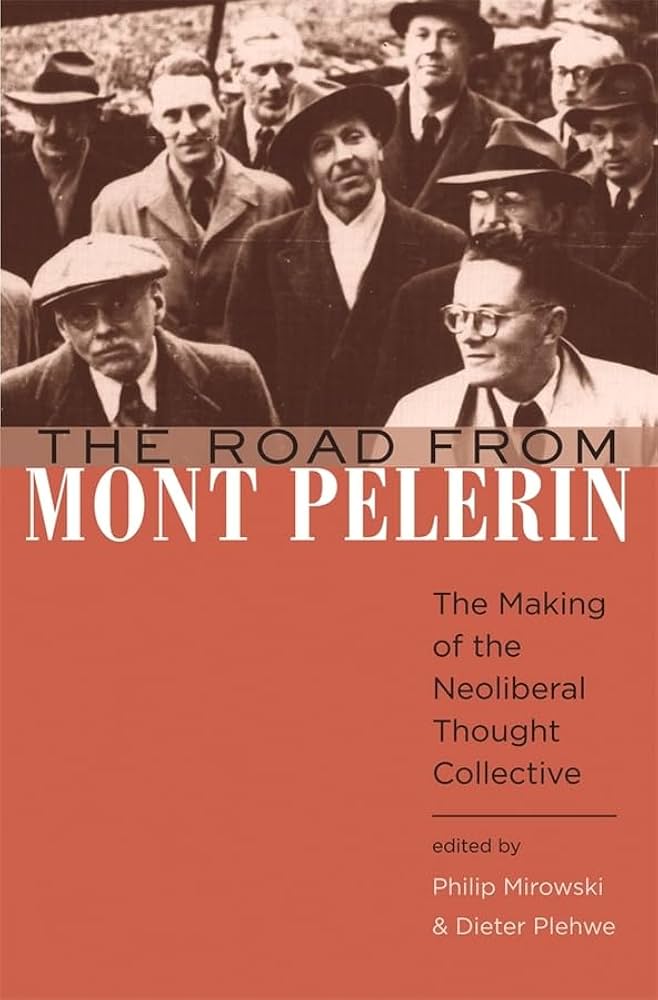 THE ROAD FROM
MONT PELERIN
The Making
of the
Neoliberal
Thought
Collective
edited by
Philip Mirowski
& Dieter Plehwe